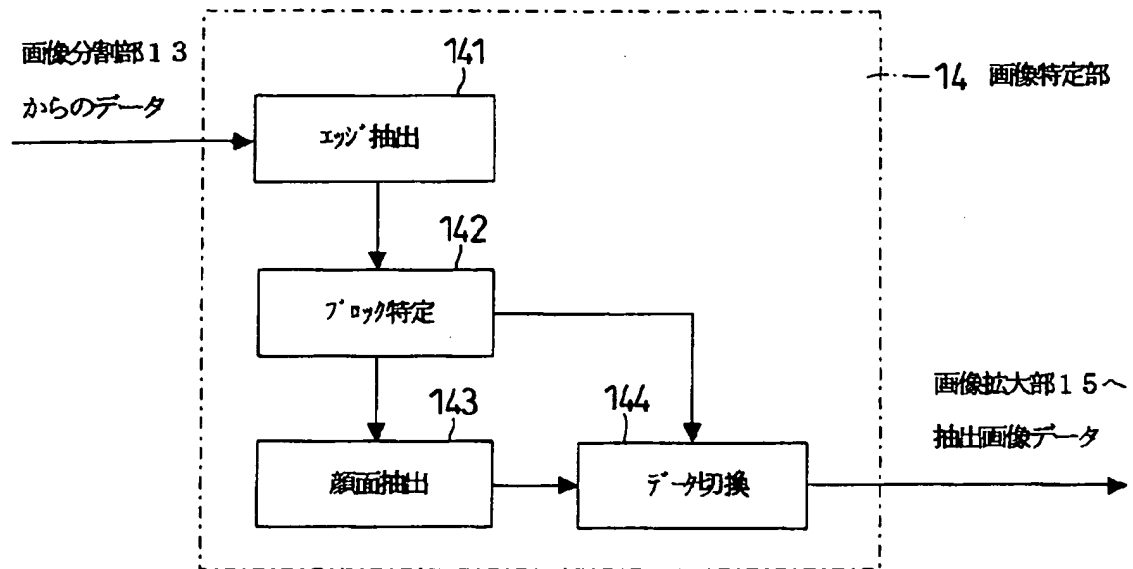 画像分割部13
からのデータ
141
エッジ抽出
14 画像特定部
142
ブロック特定
143
顔面抽出
144
データ切換
画像拡大部15へ
抽出画像データ